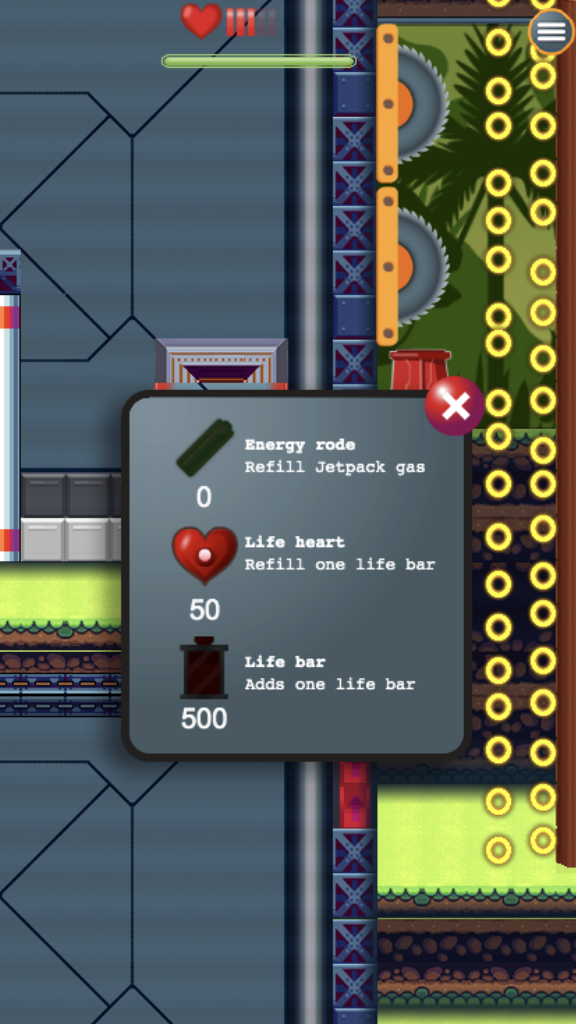 Energy rode
Refill Jetpack gas
0
Life heart
Refill one life bar
50
Life bar
Adds one life bar
500